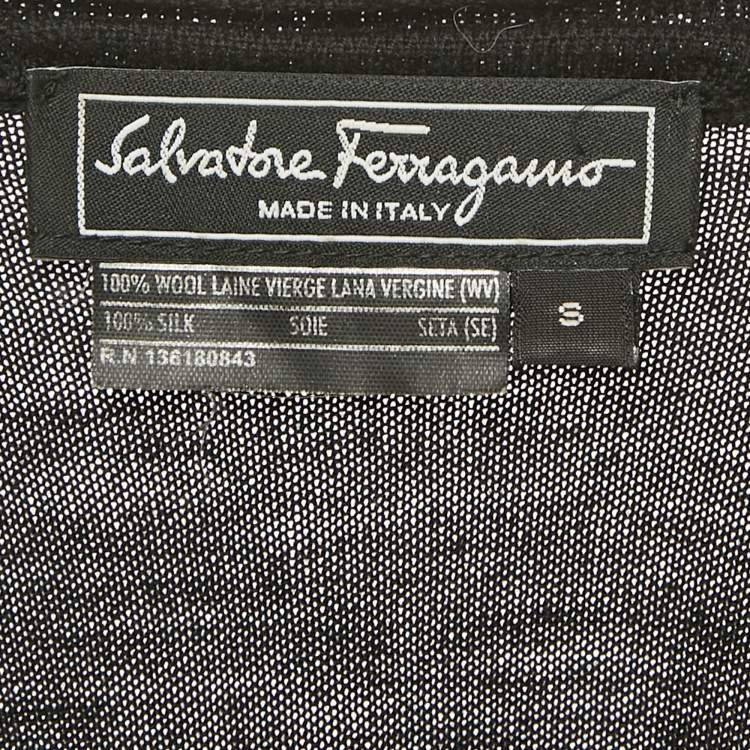 Salvatore Ferragamo
MADE IN ITALY
100% WOOL LAINE VIERGE LANA VERGINE (WV)
100% SILK SOIE SETA (SE)
R.N 136180843
S